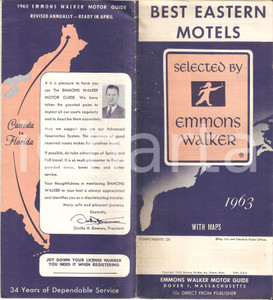 1963 EMMONS WALKER MOTOR GUIDE
REVISED ANNUALLY—READY IN APRIL
Canada
to
Florida
It is a pleasure to have you
use The EMMONS WALKER
MOTOR GUIDE. We have
taken the greatest pains to
inspect all our courts regularly
and to describe them accurately.
May we suggest you use our Advanced
Reservation System. The assurance of good
reserved rooms makes for carefree travel.
If possible, do take advantage of Spring and
Fall travel. It is so much pleasanter to find un-
crowded areas, lower rates and better
service.
Your thoughtfulness in mentioning EMMONS
WALKER to your host is always appreciated
and identifies you as a discriminating traveler.
Many safe and pleasant journeys,
Sincerely,
Orville H. Emmons, President
JOT DOWN YOUR LICENSE NUMBER
YOU NEED IT WHEN REGISTERING
34 Years of Dependable Service
BEST EASTERN
MOTELS
SELECTED BY
EMMONS
WALKER
1963
WITH MAPS
COMPLIMENTS OF
EMMONS WALKER MOTOR GUIDE
DOVER 1, MASSACHUSETTS
10¢ DIRECT FROM PUBLISHER